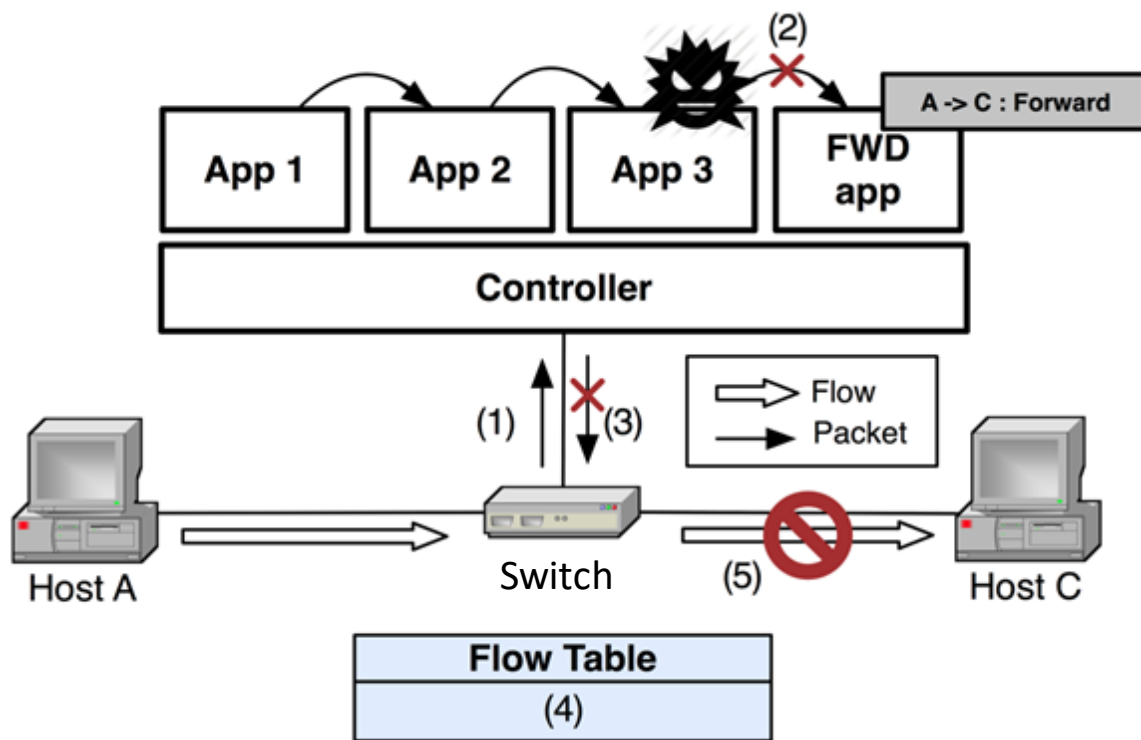 (2)
A -> C : Forward
App 1
App 2
App 3
FWD
app
Controller
(1)
(3)
Flow
Packet
Host A
Switch
(5)
Host C
Flow Table
(4)